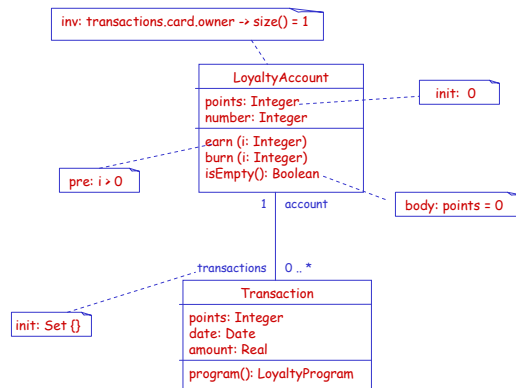 inv: transactions.card.owner -> size() = 1
LoyaltyAccount
points: Integer
number: Integer
init: 0
earn (i: Integer)
burn (i: Integer)
isEmpty(): Boolean
pre: i > 0
body: points = 0
1 account
transactions 0 .. *
Transaction
points: Integer
date: Date
amount: Real
init: Set {}
program(): LoyaltyProgram